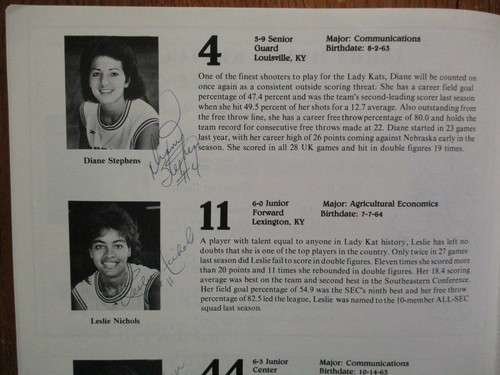 4
5-9 Senior
Guard
Louisville, KY
Major: Communications
Birthdate: 8-2-63
One of the finest shooters to play for the Lady Kats, Diane will be counted on
once again as a consistent outside scoring threat. She has a career field goal
percentage of 47.4 percent and was the team's second-leading scorer last season
when she hit 49.5 percent of her shots for a 12.7 average. Also outstanding from
the free throw line, she has a career free throw percentage of 80.0 and holds the
team record for consecutive free throws made at 22. Diane started in 23 games
last year, with her career high of 26 points coming against Nebraska early in the
season. She scored in all 28 UK games and hit in double figures 19 times.
Diane Stephens
Diane
Stephens
#4
11
6-0 Junior
Forward
Lexington, KY
Major: Agricultural Economics
Birthdate: 7-7-64
A player with talent equal to anyone in Lady Kat history, Leslie has left no
doubts that she is one of the top players in the country. Only twice in 27 games
last season did Leslie fail to score in double figures. Eleven times she scored more
than 20 points and 11 times she rebounded in double figures. Her 18.4 scoring
average was best on the team and second best in the Southeastern Conference.
Her field goal percentage of 54.9 was the SEC's ninth best and her free throw
percentage of 82.5 led the league. Leslie was named to the 10-member ALL-SEC
squad last season.
Leslie Nichols
11
Leslie Nichols
44
6-3 Junior
Center
Major: Communications
Birthdate: 10-14-63